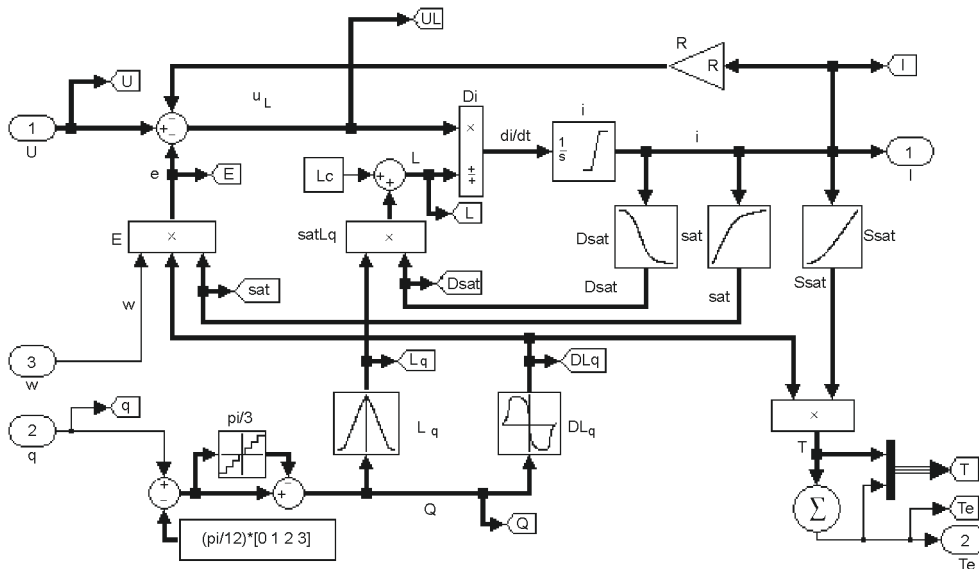 UL
R
R
I
U
u
L
Di
×
i
1
U
+
−
−
di/dt
1
s
i
1
I
e
E
Lc
+
+
L
÷
÷
L
E
×
satLq
×
Dsat
sat
Ssat
w
sat
Dsat
Dsat
sat
Ssat
3
w
Lq
DLq
q
2
q
pi/3
L q
DLq
×
T
+
−
+
−
Q
Q
Σ
T
Te
2
Te
(pi/12)*[0 1 2 3]